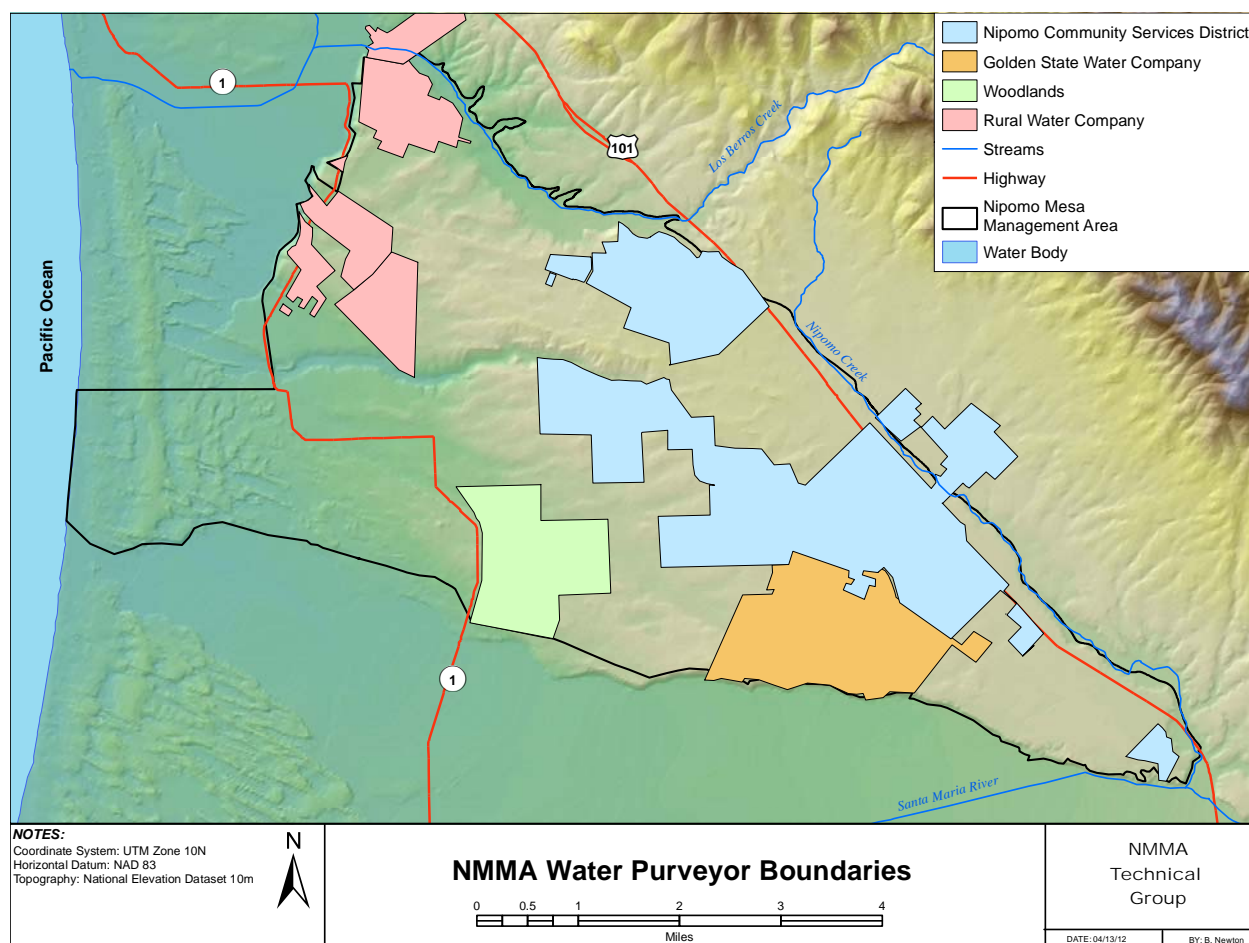 Nipomo Community Services District
Golden State Water Company
Woodlands
Rural Water Company
Streams
Highway
Nipomo Mesa
Management Area
Water Body
1
101
Los Berros Creek
Pacific Ocean
Nipomo Creek
1
Santa Maria River
NOTES:
Coordinate System: UTM Zone 10N
Horizontal Datum: NAD 83
Topography: National Elevation Dataset 10m
N
NMMA Water Purveyor Boundaries
0 0.5 1 2 3 4
Miles
NMMA
Technical
Group
DATE: 04/13/12
BY: B. Newton